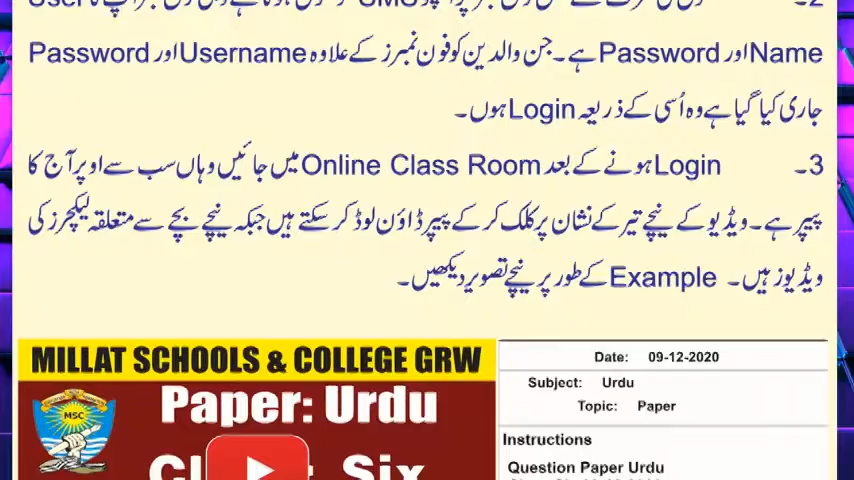 Name اور Password ہے۔ جن والدین کو فون نمبرز کے علاوہ Username اور Password
جاری کیا گیا ہے وہ اُسی کے ذریعہ Login ہوں۔
3۔ Login ہونے کے بعد Online Class Room میں جائیں وہاں سب سے اوپر آج کا
پیپر ہے۔ ویڈیو کے نیچے تیر کے نشان پر کلک کر کے پیپر ڈاؤن لوڈ کر سکتے ہیں جبکہ نیچے بچے سے متعلقہ لیکچرز کی
ویڈیوز ہیں۔ Example کے طور پر نیچے تصویر دیکھیں۔
MILLAT SCHOOLS & COLLEGE GRW
MSC
Paper: Urdu
Six
Date: 09-12-2020
Subject: Urdu
Topic: Paper
Instructions
Question Paper Urdu